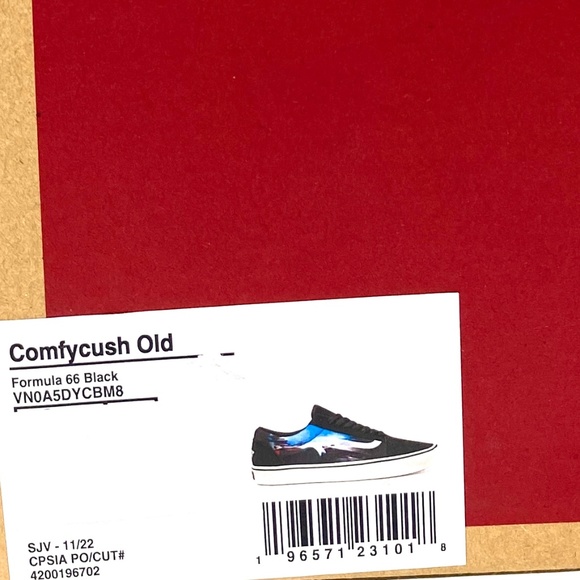 Comfycush Old
Formula 66 Black
VN0A5DYCBM8
SJV - 11/22
CPSIA PO/CUT#
4200196702
1 96571 23101 8